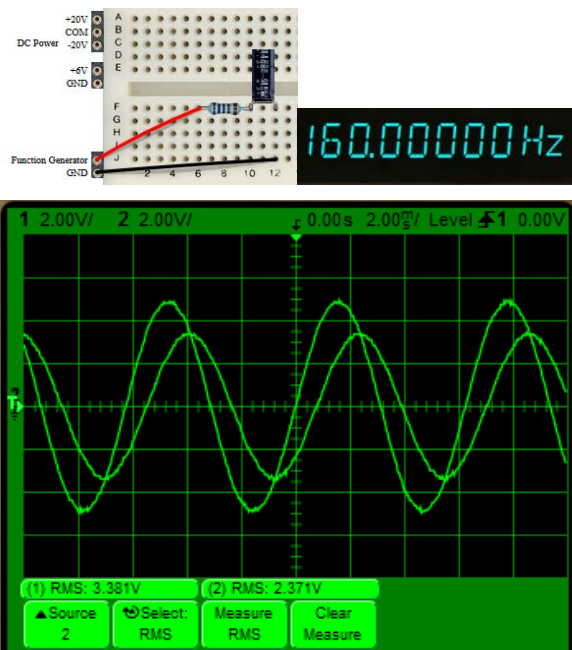 +20V
COM
DC Power
-20V
+6V
GND
Function Generator
GND
A
B
C
D
E
F
G
H
I
J
2 4 6 8 10 12
160.00000 Hz
1 2.00V/ 2 2.00V/ 0.00s 2.00ms/ Level 1 0.00V
T
(1) RMS: 3.381V (2) RMS: 2.371V
Source Select: Measure Clear
2 RMS RMS Measure